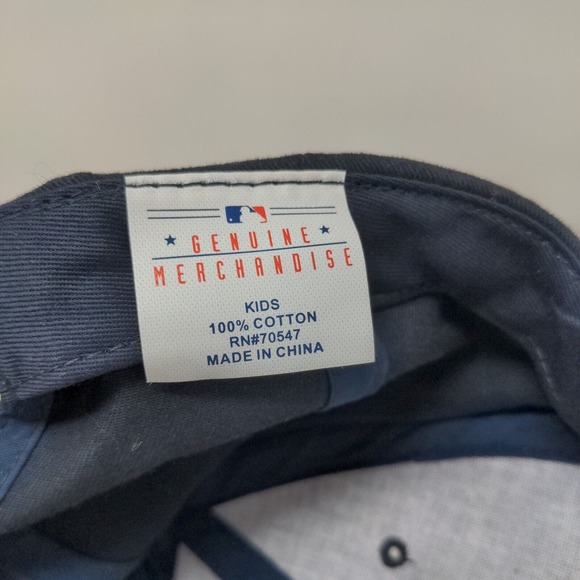 GENUINE
MERCHANDISE
KIDS
100% COTTON
RN#70547
MADE IN CHINA